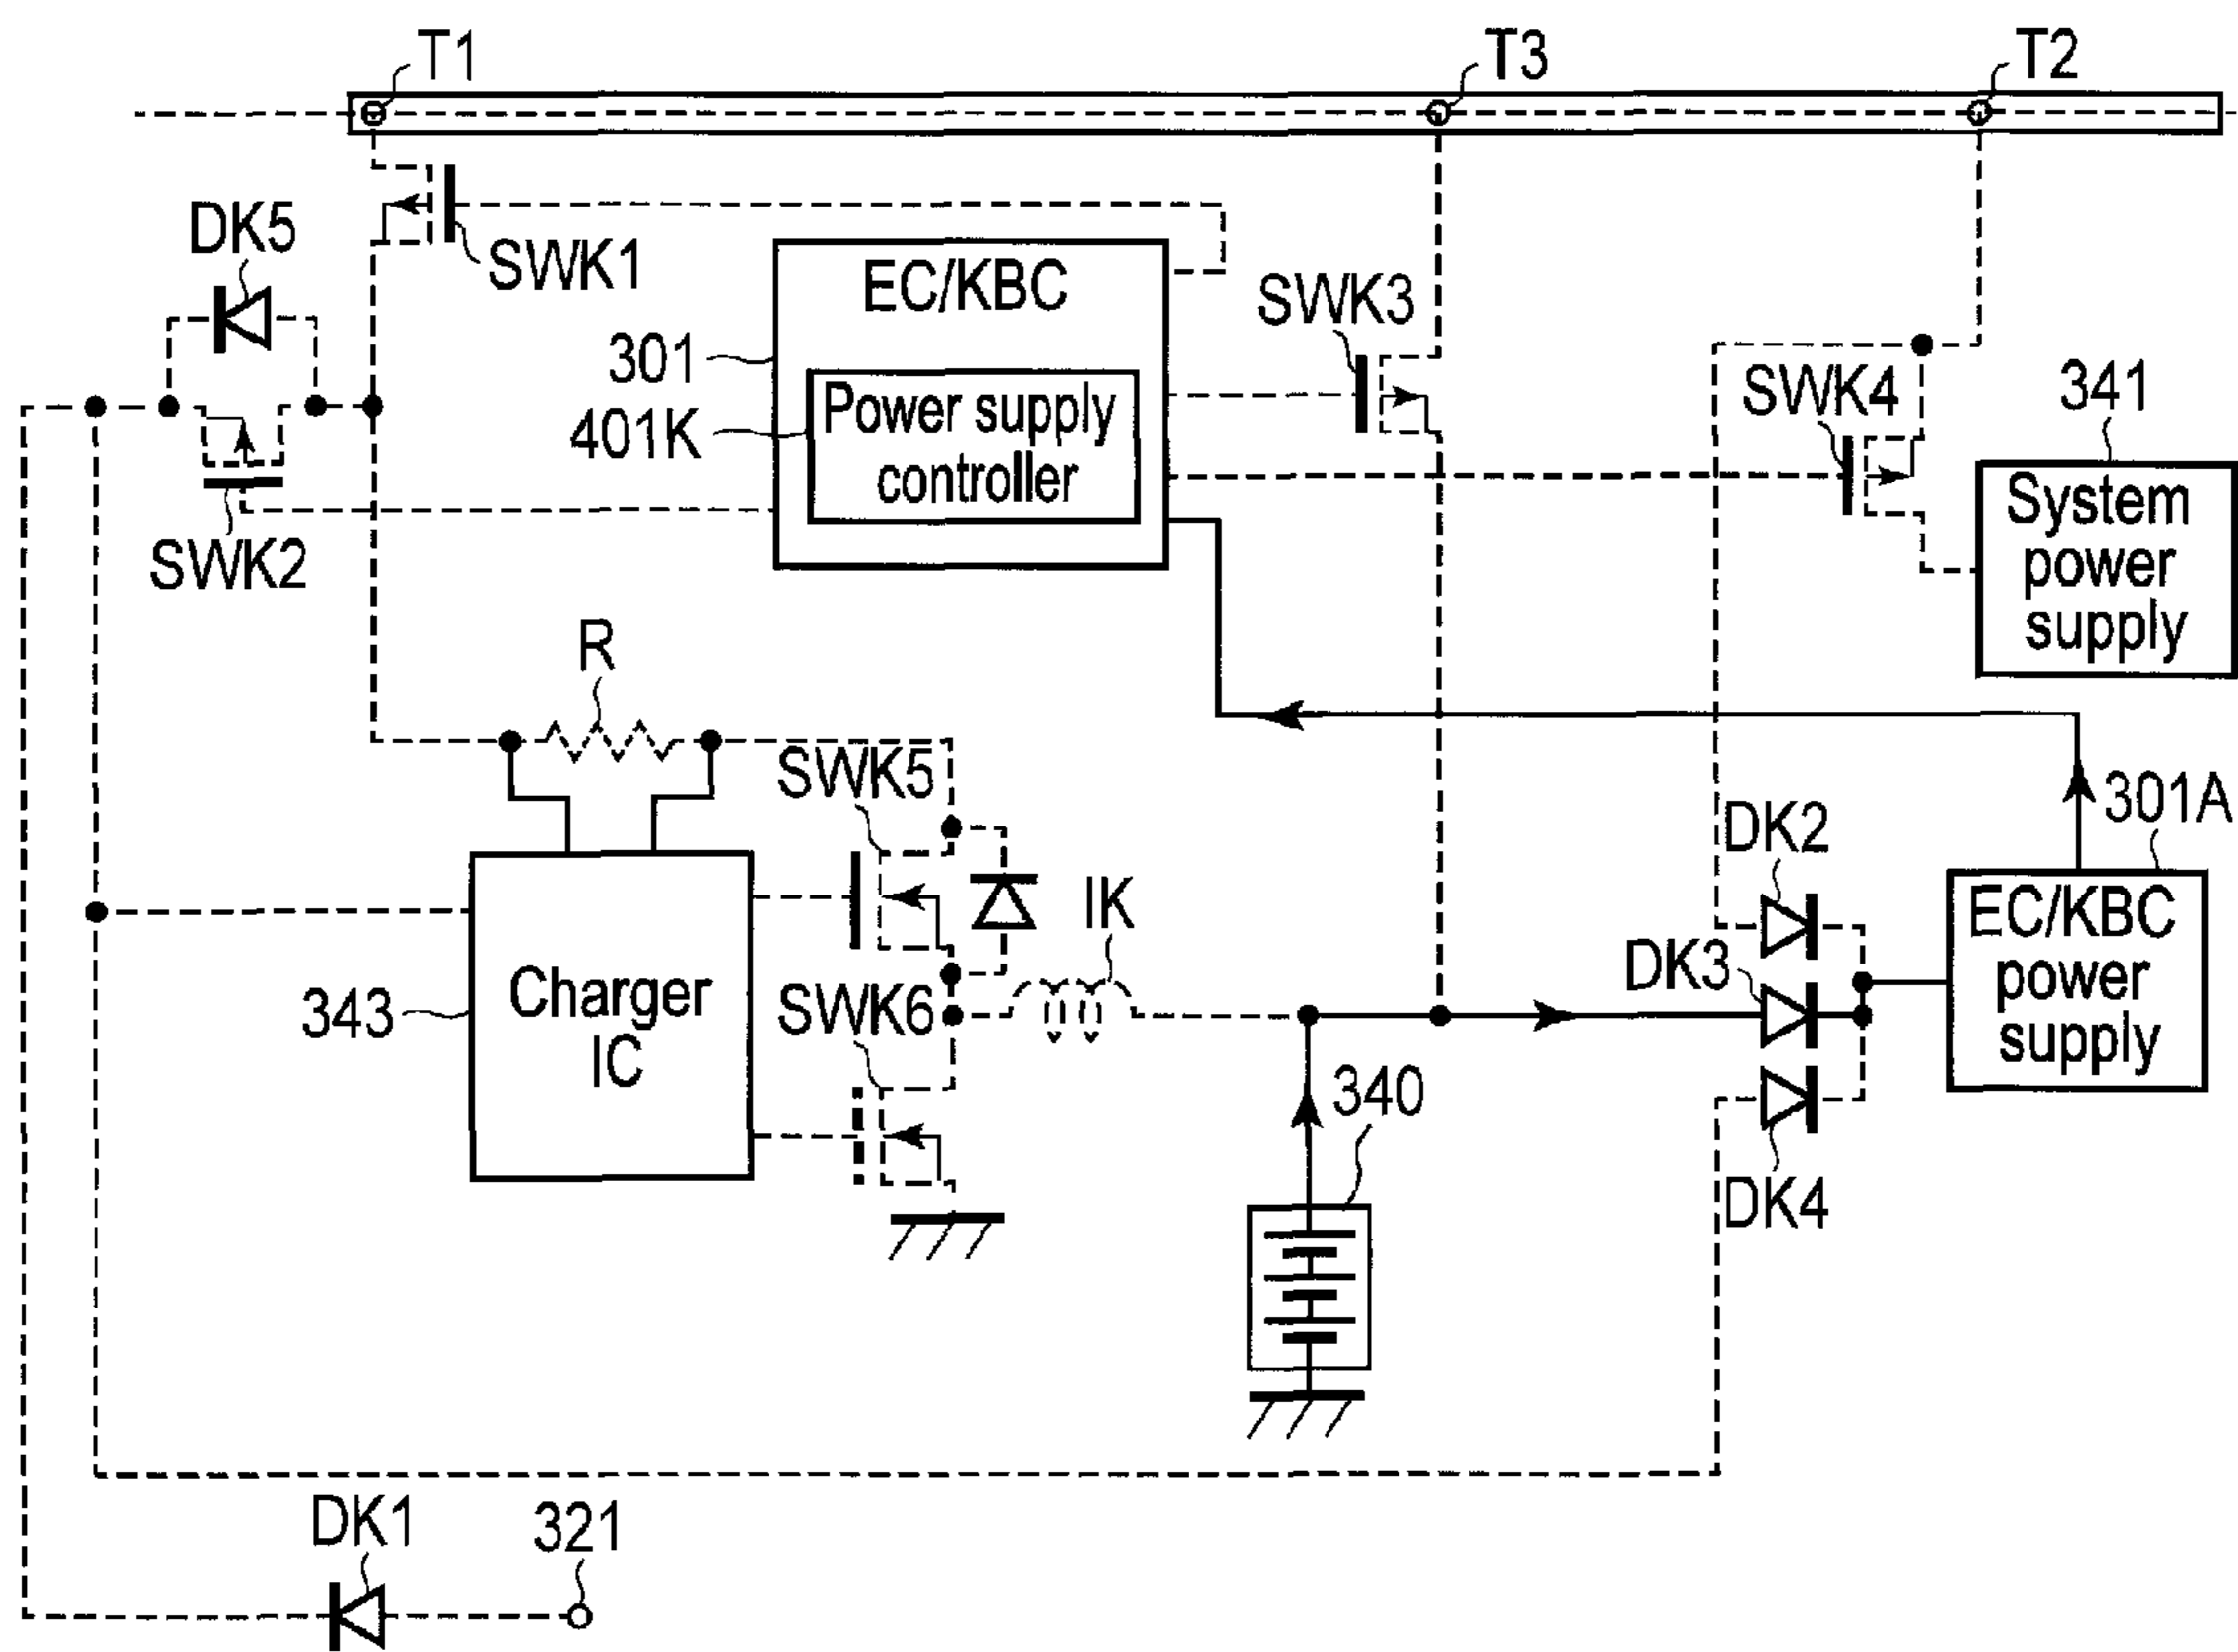 T1
T3
T2
DK5
SWK1
EC/KBC
SWK3
301
401K
Power supply
controller
SWK4
341
System
power
supply
SWK2
R
SWK5
301A
DK2
IK
EC/KBC
power
supply
DK3
343
Charger
IC
SWK6
340
DK4
DK1
321